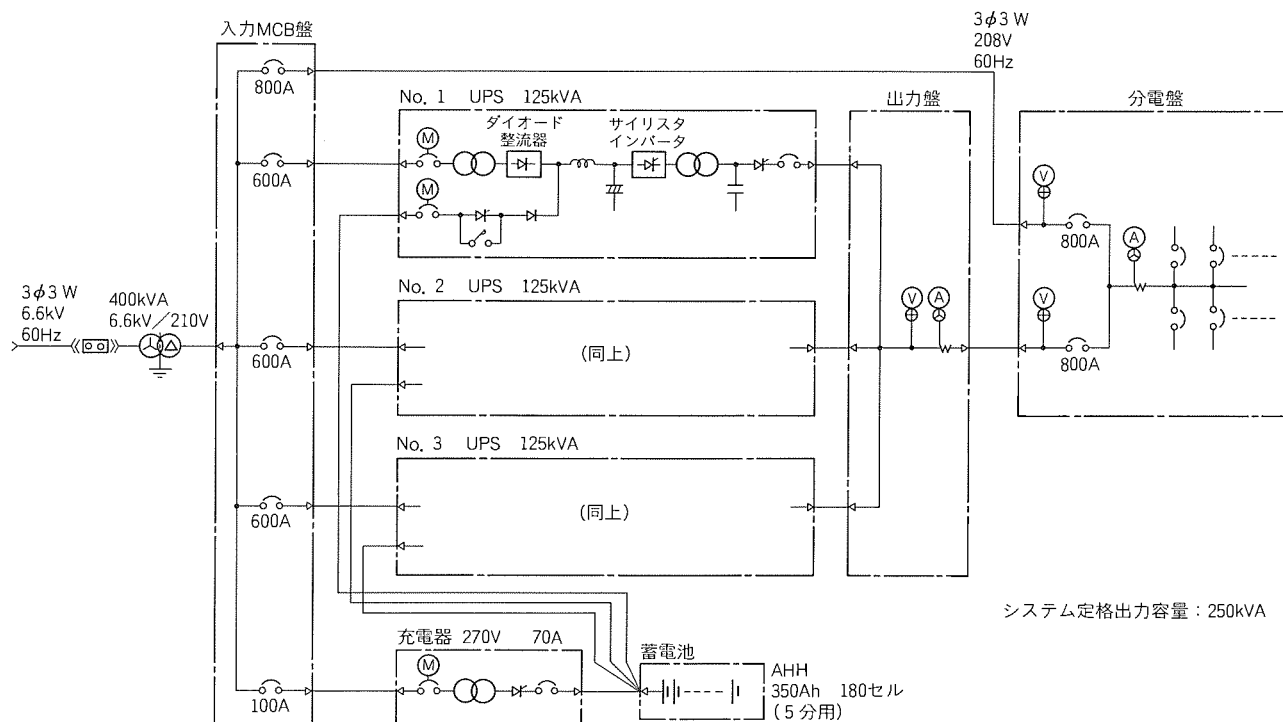 入力MCB盤
3φ3W
208V
60Hz
800A
No. 1 UPS 125kVA
出力盤
分電盤
ダイオード
整流器
サイリスタ
インバータ
M
600A
M
V
800A
A
No. 2 UPS 125kVA
3φ3W
6.6kV
60Hz
400kVA
6.6kV/210V
600A
(同上)
V
A
V
800A
No. 3 UPS 125kVA
600A
(同上)
システム定格出力容量：250kVA
充電器 270V 70A
蓄電池
M
100A
AHH
350Ah 180セル
(5分用)